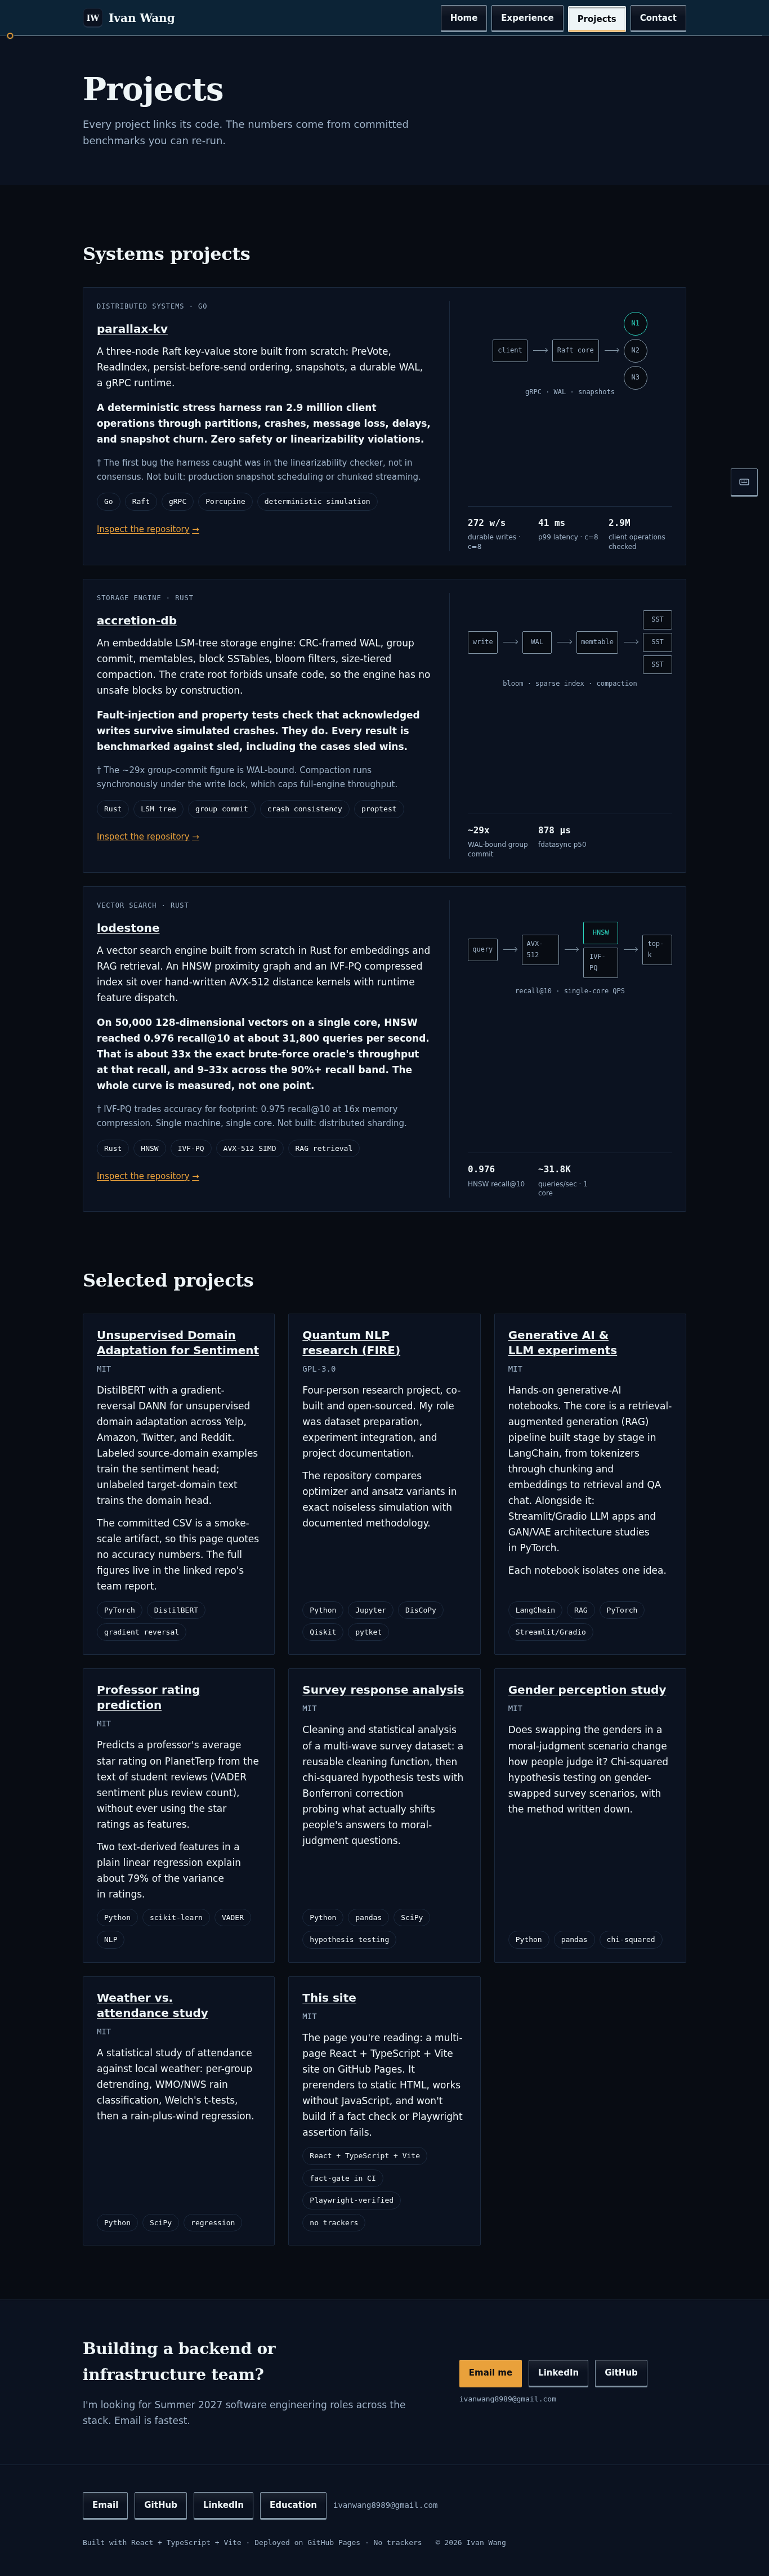 IW Ivan Wang
Home Experience Projects Contact
Projects
Every project links its code. The numbers come from committed
benchmarks you can re-run.
Systems projects
DISTRIBUTED SYSTEMS · GO
parallax-kv
A three-node Raft key-value store built from scratch: PreVote,
ReadIndex, persist-before-send ordering, snapshots, a durable WAL,
a gRPC runtime.
A deterministic stress harness ran 2.9 million client
operations through partitions, crashes, message loss, delays,
and snapshot churn. Zero safety or linearizability violations.
† The first bug the harness caught was in the linearizability checker, not in
consensus. Not built: production snapshot scheduling or chunked streaming.
Go Raft gRPC Porcupine deterministic simulation
Inspect the repository →
client Raft core N1
N2
N3
gRPC · WAL · snapshots
272 w/s 41 ms 2.9M
durable writes · p99 latency · c=8 client operations
c=8 checked
STORAGE ENGINE · RUST
accretion-db
An embeddable LSM-tree storage engine: CRC-framed WAL, group
commit, memtables, block SSTables, bloom filters, size-tiered
compaction. The crate root forbids unsafe code, so the engine has no
unsafe blocks by construction.
Fault-injection and property tests check that acknowledged
writes survive simulated crashes. They do. Every result is
benchmarked against sled, including the cases sled wins.
† The ~29x group-commit figure is WAL-bound. Compaction runs
synchronously under the write lock, which caps full-engine throughput.
Rust LSM tree group commit crash consistency proptest
Inspect the repository →
write WAL memtable SST
SST
SST
bloom · sparse index · compaction
~29x 878 µs
WAL-bound group fdatasync p50
commit
VECTOR SEARCH · RUST
lodestone
A vector search engine built from scratch in Rust for embeddings and
RAG retrieval. An HNSW proximity graph and an IVF-PQ compressed
index sit over hand-written AVX-512 distance kernels with runtime
feature dispatch.
On 50,000 128-dimensional vectors on a single core, HNSW
reached 0.976 recall@10 at about 31,800 queries per second.
That is about 33x the exact brute-force oracle's throughput
at that recall, and 9–33x across the 90%+ recall band. The
whole curve is measured, not one point.
† IVF-PQ trades accuracy for footprint: 0.975 recall@10 at 16x memory
compression. Single machine, single core. Not built: distributed sharding.
Rust HNSW IVF-PQ AVX-512 SIMD RAG retrieval
Inspect the repository →
query AVX-
512 HNSW
IVF-
PQ top-
k
recall@10 · single-core QPS
0.976 ~31.8K
HNSW recall@10 queries/sec · 1
core
Selected projects
Unsupervised Domain
Adaptation for Sentiment
MIT
DistilBERT with a gradient-
reversal DANN for unsupervised
domain adaptation across Yelp,
Amazon, Twitter, and Reddit.
Labeled source-domain examples
train the sentiment head;
unlabeled target-domain text
trains the domain head.
The committed CSV is a smoke-
scale artifact, so this page quotes
no accuracy numbers. The full
figures live in the linked repo's
team report.
PyTorch DistilBERT
gradient reversal
Quantum NLP
research (FIRE)
GPL-3.0
Four-person research project, co-
built and open-sourced. My role
was dataset preparation,
experiment integration, and
project documentation.
The repository compares
optimizer and ansatz variants in
exact noiseless simulation with
documented methodology.
Python Jupyter DisCoPy
Qiskit pytket
Generative AI &
LLM experiments
MIT
Hands-on generative-AI
notebooks. The core is a retrieval-
augmented generation (RAG)
pipeline built stage by stage in
LangChain, from tokenizers
through chunking and
embeddings to retrieval and QA
chat. Alongside it:
Streamlit/Gradio LLM apps and
GAN/VAE architecture studies
in PyTorch.
Each notebook isolates one idea.
LangChain RAG PyTorch
Streamlit/Gradio
Professor rating
prediction
MIT
Predicts a professor's average
star rating on PlanetTerp from the
text of student reviews (VADER
sentiment plus review count),
without ever using the star
ratings as features.
Two text-derived features in a
plain linear regression explain
about 79% of the variance
in ratings.
Python scikit-learn VADER
NLP
Survey response analysis
MIT
Cleaning and statistical analysis
of a multi-wave survey dataset: a
reusable cleaning function, then
chi-squared hypothesis tests with
Bonferroni correction
probing what actually shifts
people's answers to moral-
judgment questions.
Python pandas SciPy
hypothesis testing
Gender perception study
MIT
Does swapping the genders in a
moral-judgment scenario change
how people judge it? Chi-squared
hypothesis testing on gender-
swapped survey scenarios, with
the method written down.
Python pandas chi-squared
Weather vs.
attendance study
MIT
A statistical study of attendance
against local weather: per-group
detrending, WMO/NWS rain
classification, Welch's t-tests,
then a rain-plus-wind regression.
Python SciPy regression
This site
MIT
The page you're reading: a multi-
page React + TypeScript + Vite
site on GitHub Pages. It
prerenders to static HTML, works
without JavaScript, and won't
build if a fact check or Playwright
assertion fails.
React + TypeScript + Vite
fact-gate in CI
Playwright-verified
no trackers
Building a backend or
infrastructure team?
I'm looking for Summer 2027 software engineering roles across the
stack. Email is fastest.
Email me LinkedIn GitHub
ivanwang8989@gmail.com
Email GitHub LinkedIn Education ivanwang8989@gmail.com
Built with React + TypeScript + Vite · Deployed on GitHub Pages · No trackers © 2026 Ivan Wang